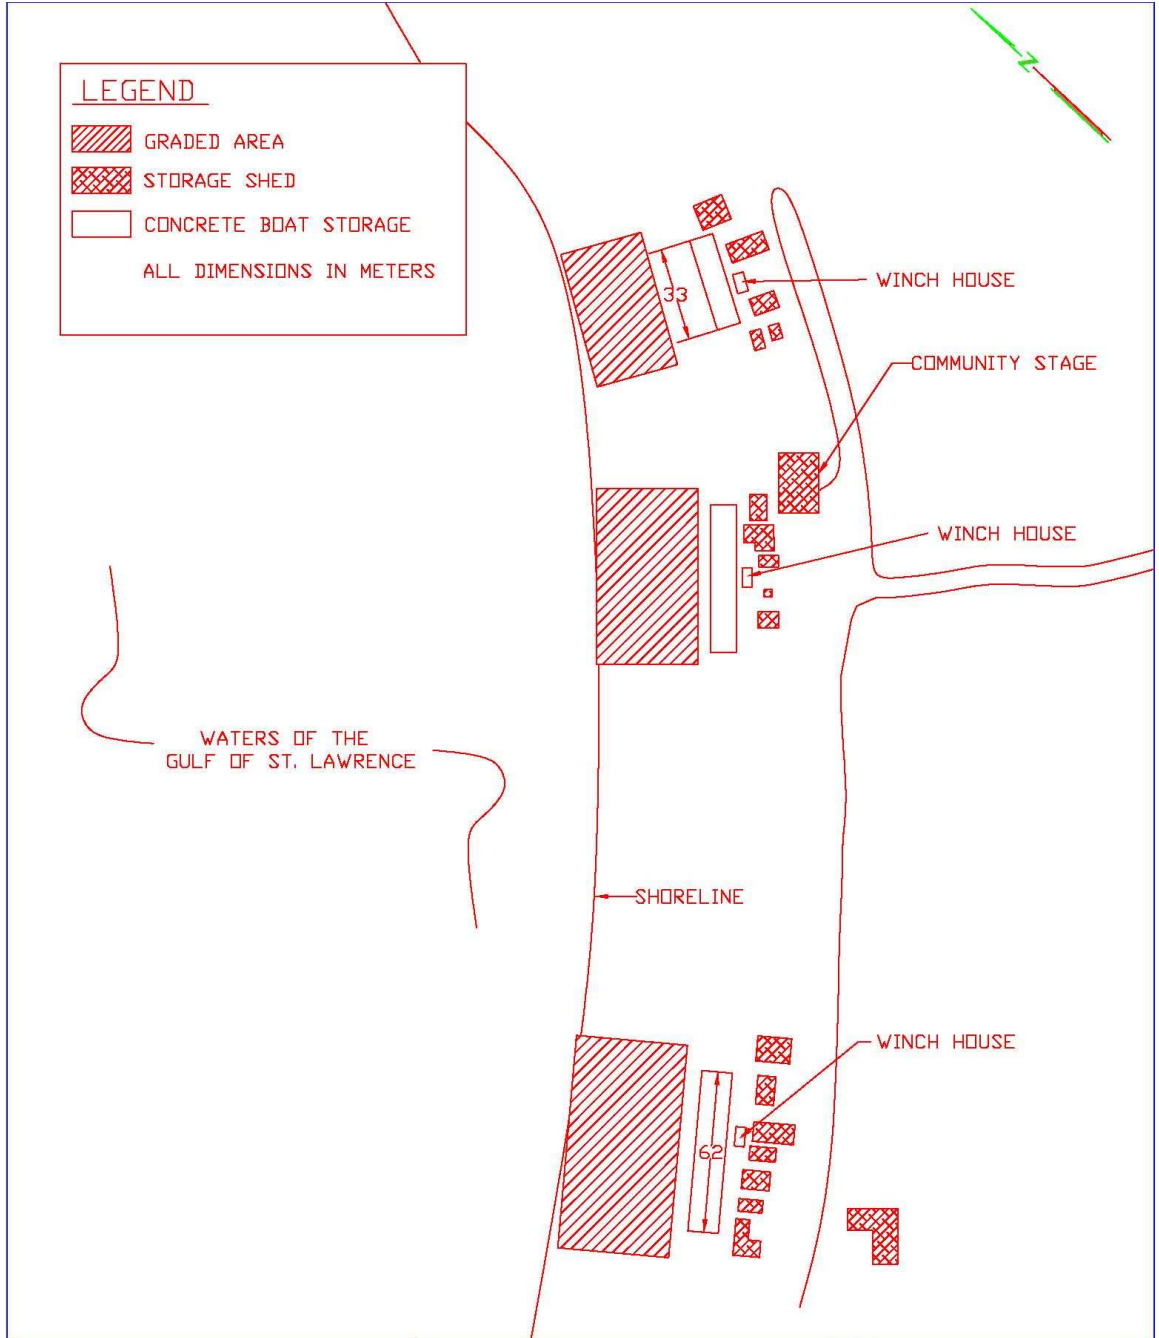 LEGEND
GRADED AREA
STORAGE SHED
CONCRETE BOAT STORAGE
ALL DIMENSIONS IN METERS
N
WINCH HOUSE
33
COMMUNITY STAGE
WINCH HOUSE
WATERS OF THE
GULF OF ST. LAWRENCE
SHORELINE
WINCH HOUSE
62